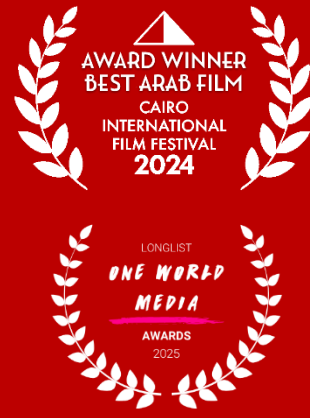 AWARD WINNER
BEST ARAB FILM
CAIRO
INTERNATIONAL
FILM FESTIVAL
2024
LONGLIST
ONE WORLD
MEDIA
AWARDS
2025